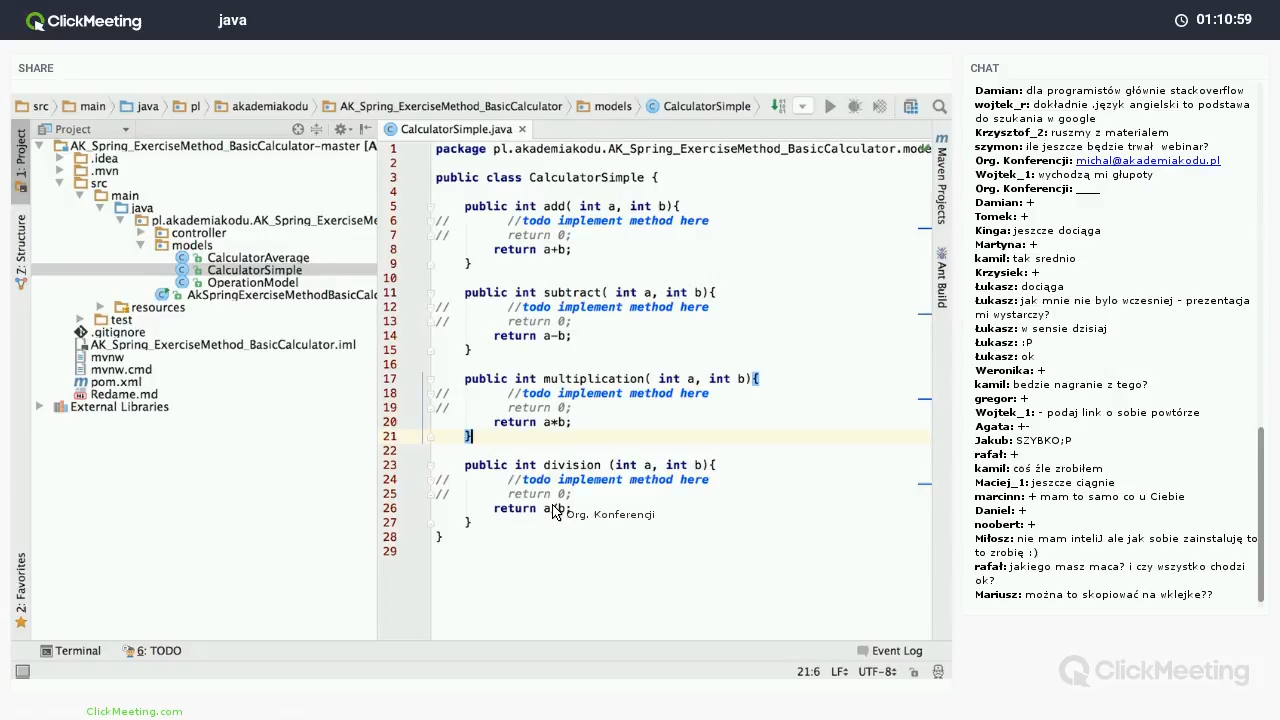 ClickMeeting
java
01:10:59
SHARE
CHAT
src main java pl akademiakodu AK_Spring_ExerciseMethod_BasicCalculator models CalculatorSimple
Project
CalculatorSimple.java
1: Project
Z: Structure
2: Favorites
AK_Spring_ExerciseMethod_BasicCalculator-master
.idea
.mvn
src
main
java
pl.akademiakodu.AK_Spring_ExerciseMe
controller
models
CalculatorAverage
CalculatorSimple
OperationModel
AkSpringExerciseMethodBasicCalc
resources
test
.gitignore
AK_Spring_ExerciseMethod_BasicCalculator.iml
mvnw
mvnw.cmd
pom.xml
Redame.md
External Libraries
1 package pl.akademiakodu.AK_Spring_ExerciseMethod_BasicCalculator.mode
2
3 public class CalculatorSimple {
4
5 public int add( int a, int b){
6 // //todo implement method here
7 // return 0;
8 return a+b;
9 }
10
11 public int subtract( int a, int b){
12 // //todo implement method here
13 // return 0;
14 return a-b;
15 }
16
17 public int multiplication( int a, int b){
18 // //todo implement method here
19 // return 0;
20 return a*b;
21 }
22
23 public int division (int a, int b){
24 // //todo implement method here
25 // return 0;
26 return a b;
Org. Konferencji
27 }
28 }
29
Maven Projects
Ant Build
Terminal
6: TODO
Event Log
21:6 LF UTF-8
Damian: dla programistów głównie stackoverflow
wojtek_r: dokładnie .język angielski to podstawa
do szukania w google
Krzysztof_2: ruszmy z materialem
szymon: ile jeszcze będzie trwał webinar?
Org. Konferencji: michal@akademiakodu.pl
Wojtek_1: wychodzą mi głupoty
Org. Konferencji: ____
Damian: +
Tomek: +
Kinga: jeszcze dociąga
Martyna: +
kamil: tak srednio
Krzysiek: +
Łukasz: dociąga
Łukasz: jak mnie nie bylo wczesniej - prezentaga
mi wystarczy?
Łukasz: w sensie dzisiaj
Łukasz: :P
Łukasz: ok
Weronika: +
kamil: bedzie nagranie z tego?
gregor: +
Wojtek_1: - podaj link o sobie powtórze
Agata: +-
Jakub: SZYBKO;P
rafał: +
kamil: coś źle zrobiłem
Maciej_1: jeszcze ciągnie
marcinn: + mam to samo co u Ciebie
Daniel: +
noobert: +
Miłosz: nie mam inteliJ ale jak sobie zainstaluję to
to zrobię :)
rafał: jakiego masz maca? i czy wszystko chodzi
ok?
Mariusz: można to skopiować na wklejke??
ClickMeeting
ClickMeeting.com